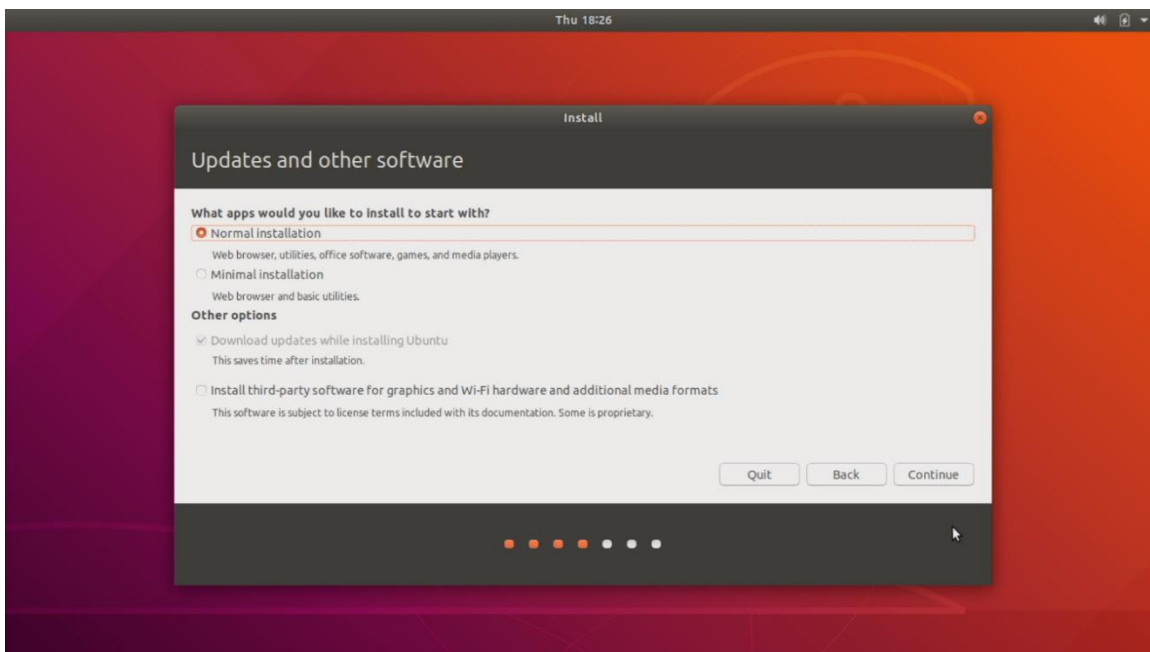 Thu 18:26
Install
Updates and other software
What apps would you like to install to start with?
Normal installation
Web browser, utilities, office software, games, and media players.
Minimal installation
Web browser and basic utilities.
Other options
Download updates while installing Ubuntu
This saves time after installation.
Install third-party software for graphics and Wi-Fi hardware and additional media formats
This software is subject to license terms included with its documentation. Some is proprietary.
Quit Back Continue